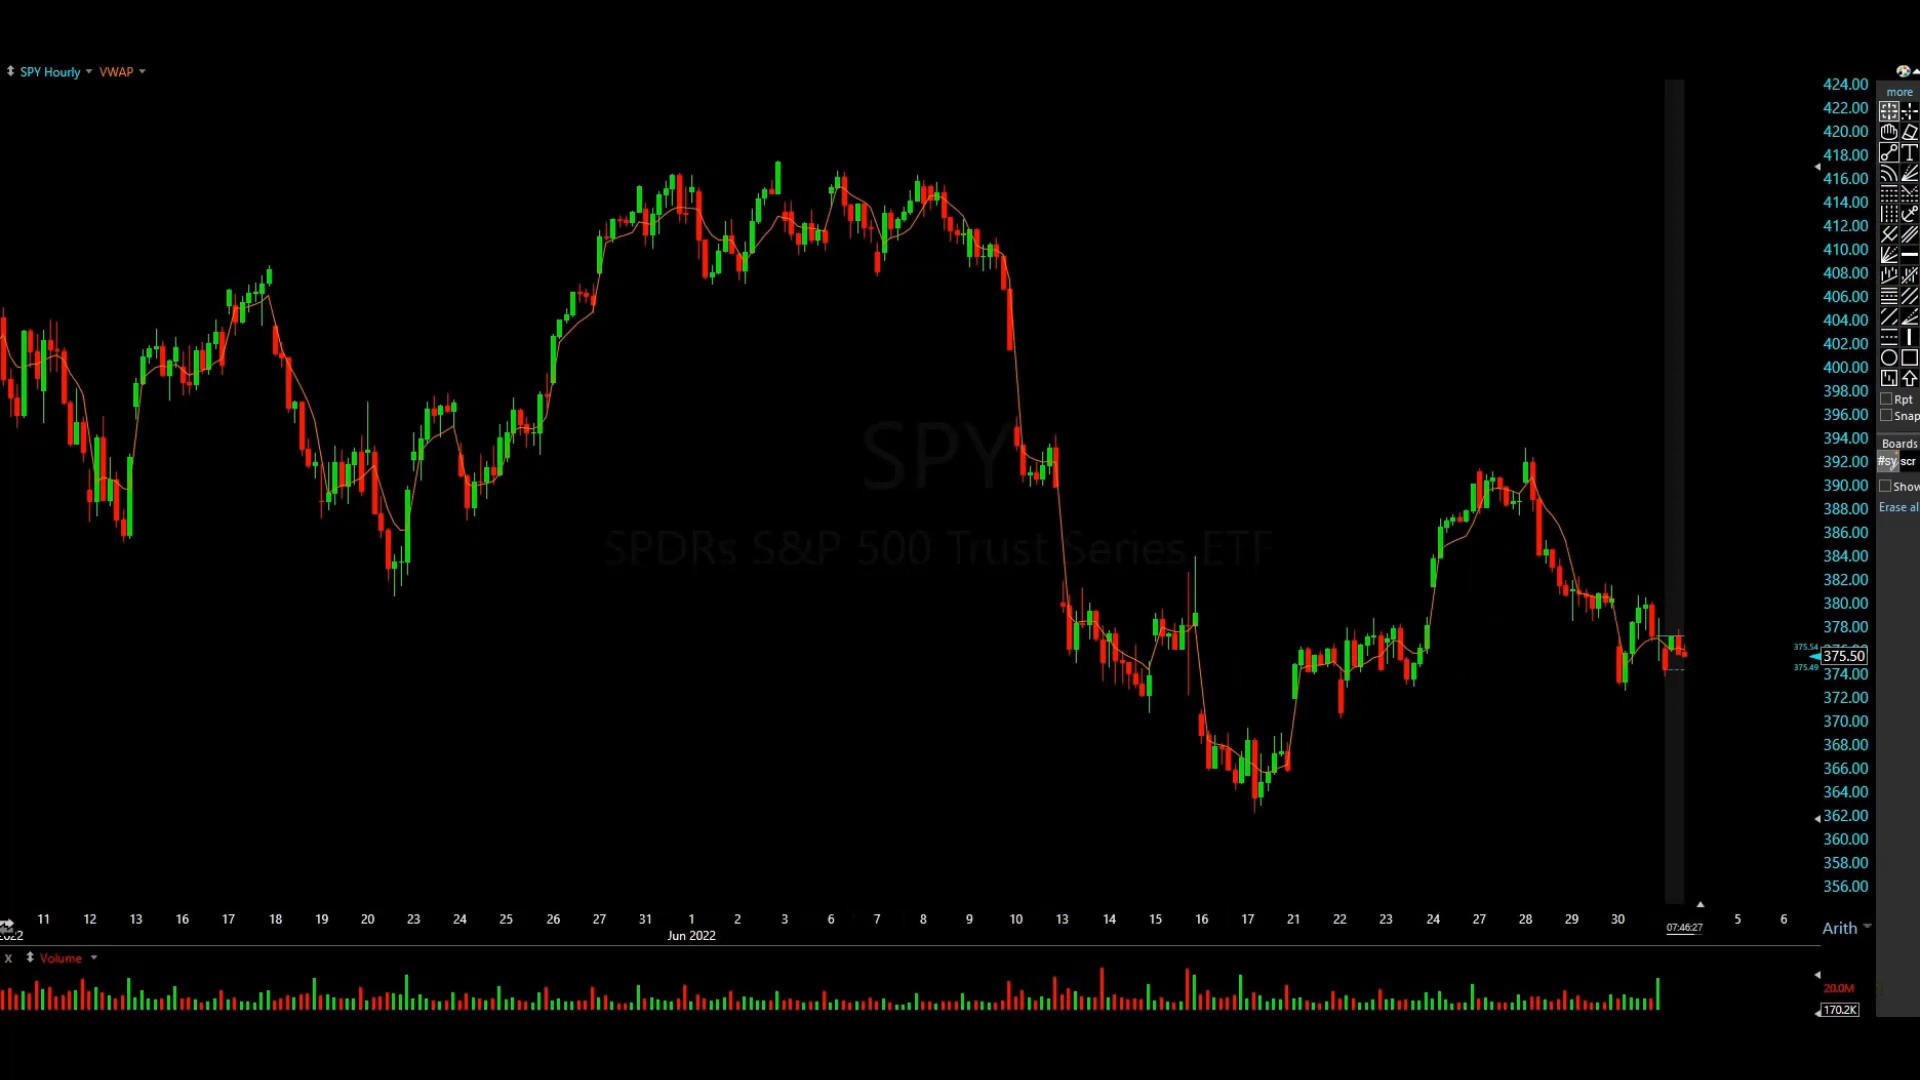 SPY Hourly VWAP
424.00
more
422.00
420.00
418.00
416.00
414.00
412.00
410.00
408.00
406.00
404.00
402.00
400.00
398.00
Rpt
396.00
Snap
394.00
Boards
392.00
#sy scr
390.00
Show
388.00
Erase al
386.00
384.00
382.00
380.00
378.00
375.54
375.50
375.49
374.00
372.00
370.00
368.00
366.00
364.00
362.00
360.00
358.00
356.00
SPY
SPDRs S&P 500 Trust Series ETF
11 12 13 16 17 18 19 20 23 24 25 26 27 31 1 2 3 6 7 8 9 10 13 14 15 16 17 21 22 23 24 27 28 29 30 5 6
07:46:27
Arith
Jun 2022
x Volume
20.0M
170.2K